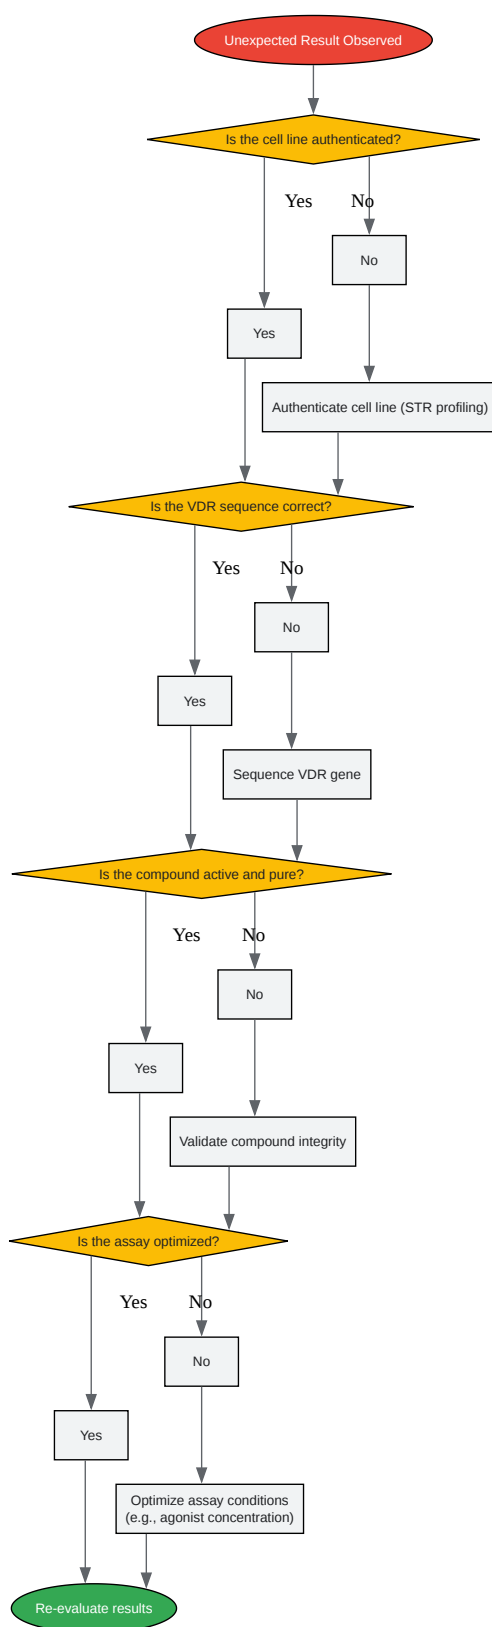 Unexpected Result Observed
Is the cell line authenticated?
Yes
No
No
Yes
Authenticate cell line (STR profiling)
Is the VDR sequence correct?
Yes
No
No
Yes
Sequence VDR gene
Is the compound active and pure?
Yes
No
No
Yes
Validate compound integrity
Is the assay optimized?
Yes
No
No
Yes
Optimize assay conditions
(e.g., agonist concentration)
Re-evaluate results